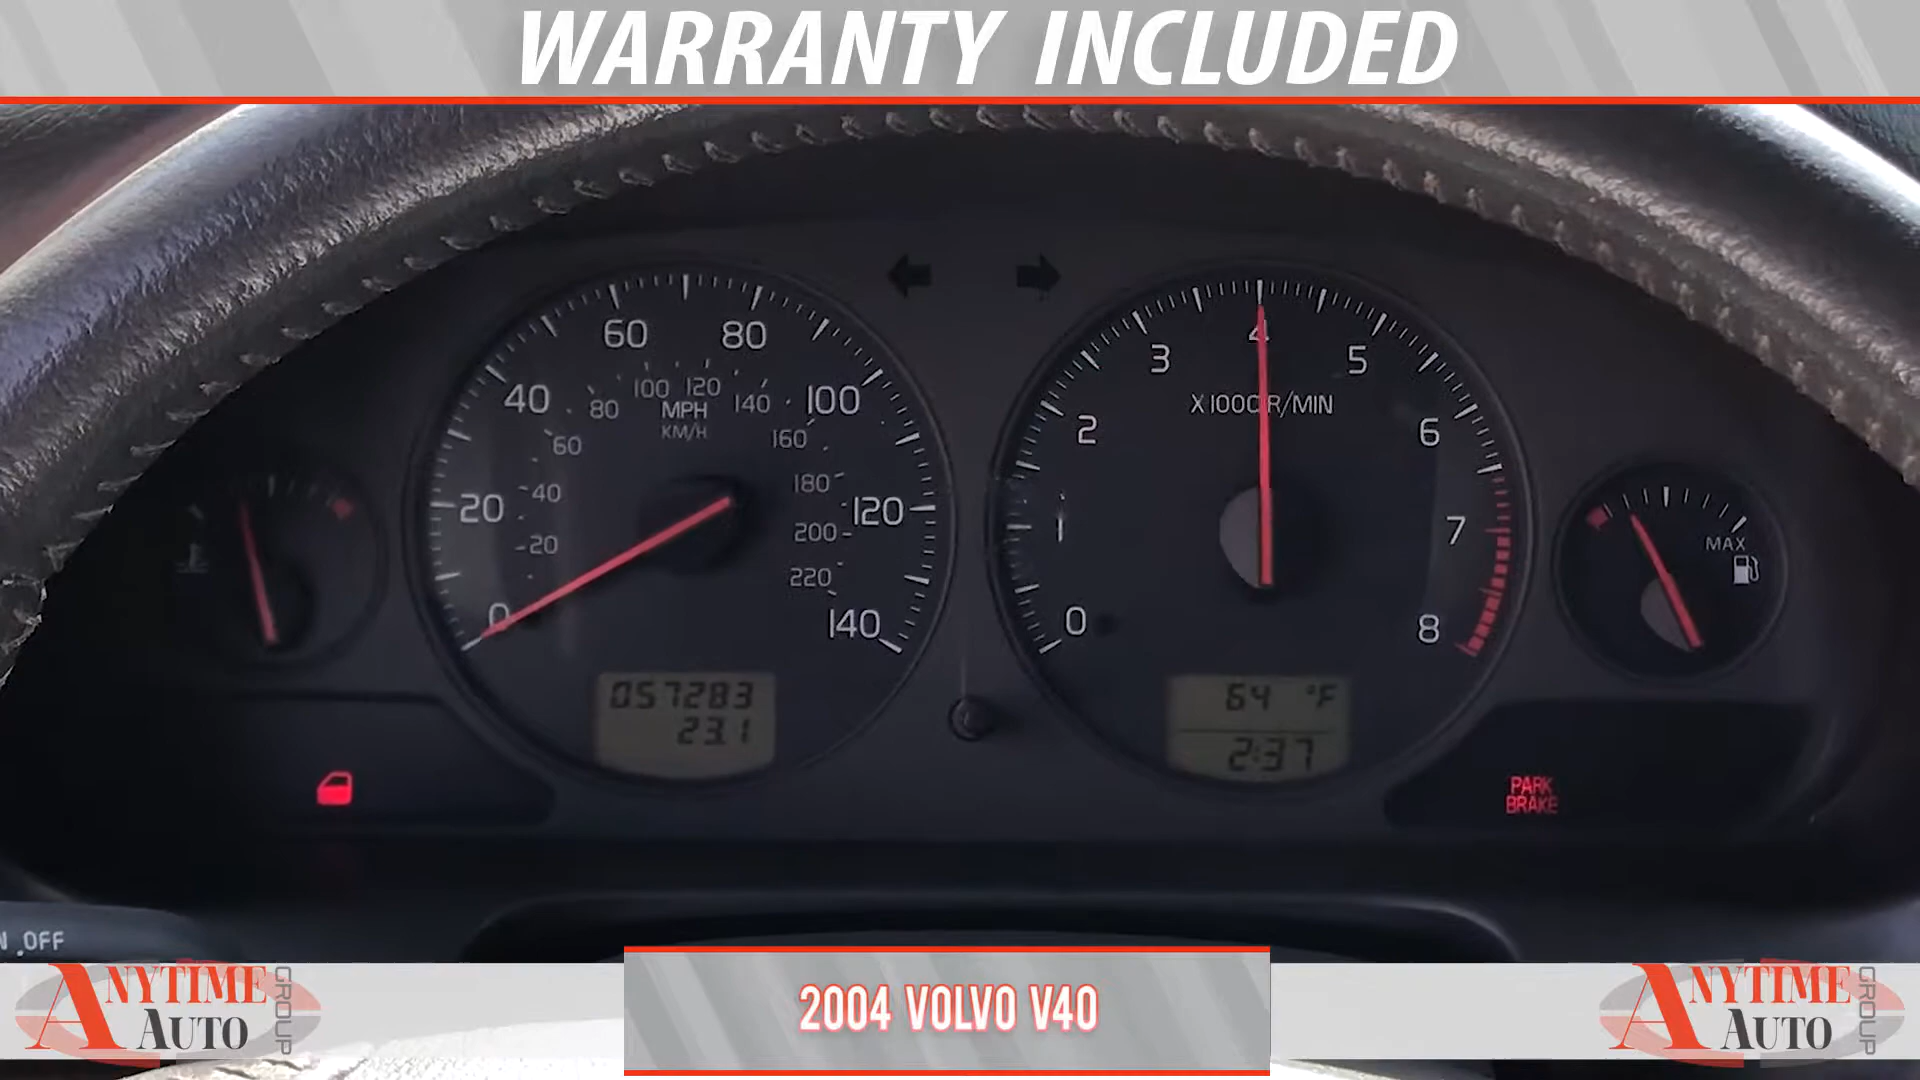 WARRANTY INCLUDED
60 80
40 100
100 120
80 MPH 140
KM/H
60 160
20 120
40 180
20 200
220
0 140
057283
23.1
3 4 5
X1000R/MIN
2 6
1 7
0 8
64 °F
2:37
MAX
PARK
BRAKE
OFF
ANYTIME
AUTO
GROUP
2004 VOLVO V40
ANYTIME
AUTO
GROUP